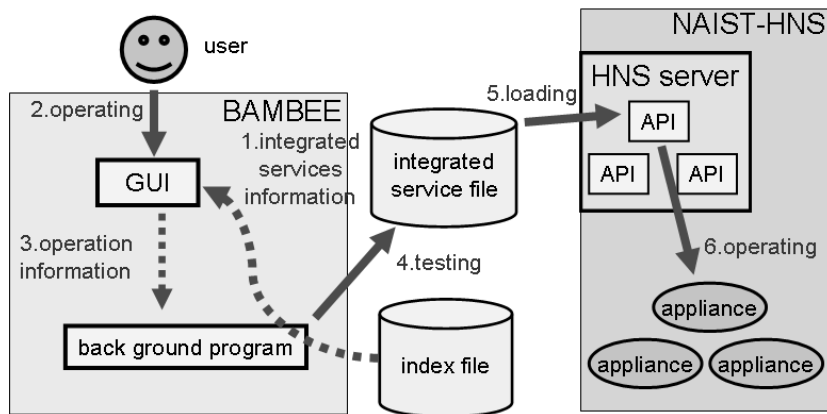 user
NAIST-HNS
HNS server
BAMBEE
2.operating
1.integrated
services
information
5.loading
API
API
API
integrated
service file
GUI
3.operation
information
4.testing
6.operating
back ground program
index file
appliance
appliance
appliance